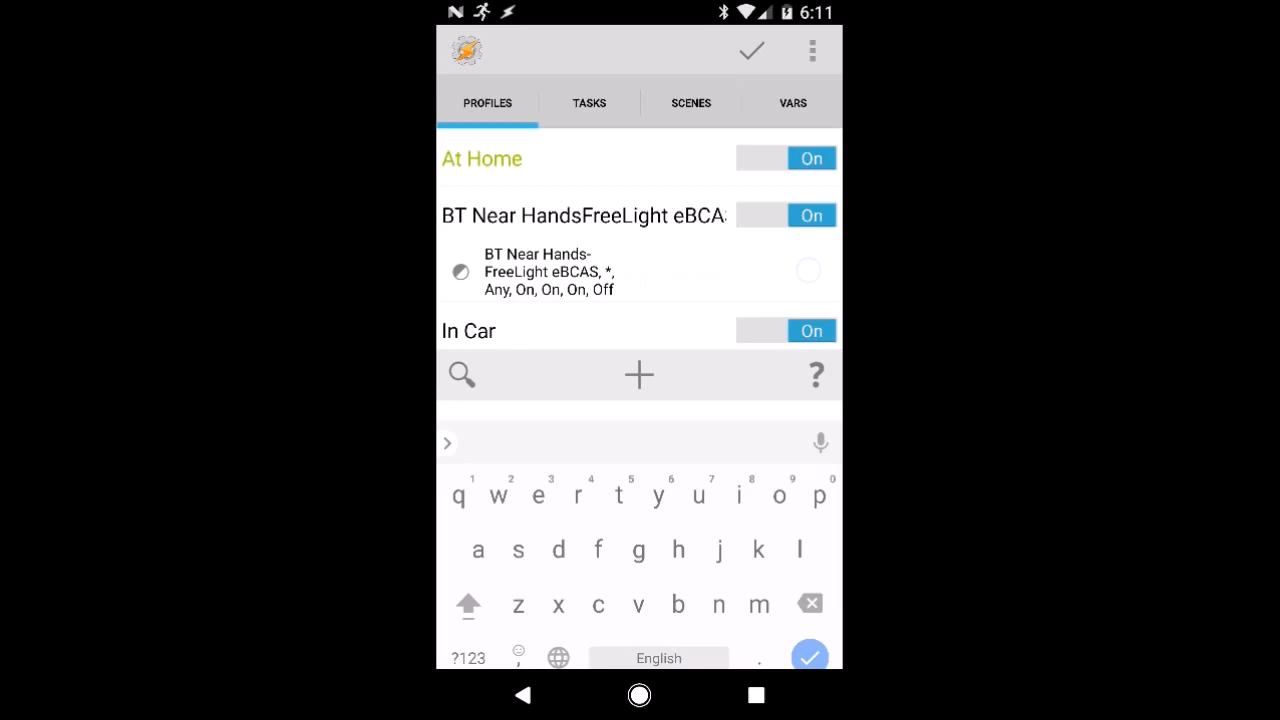 6:11
PROFILES TASKS SCENES VARS
At Home On
BT Near HandsFreeLight eBCA On
BT Near Hands-
FreeLight eBCAS, *,
Any, On, On, On, Off
In Car On
?
1 2 3 4 5 6 7 8 9 0
q w e r t y u i o p
a s d f g h j k l
z x c v b n m
?123 , English .